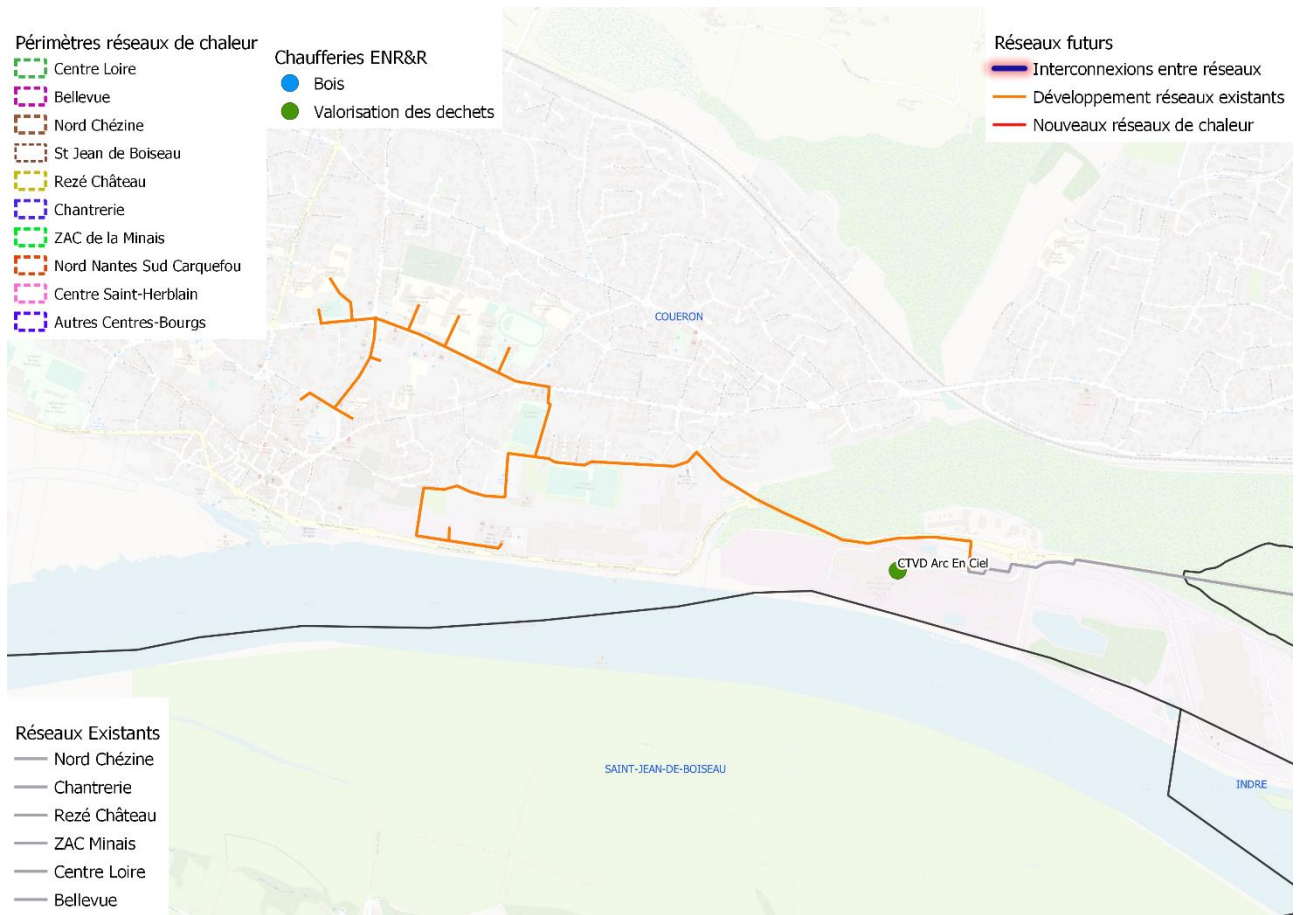 Périmètres réseaux de chaleur
Centre Loire
Bellevue
Nord Chézine
St Jean de Boiseau
Rezé Château
Chantrerie
ZAC de la Minais
Nord Nantes Sud Carquefou
Centre Saint-Herblain
Autres Centres-Bourgs
Chaufferies ENR&R
Bois
Valorisation des dechets
Réseaux futurs
Interconnexions entre réseaux
Développement réseaux existants
Nouveaux réseaux de chaleur
COUERON
CTVD Arc En Ciel
SAINT-JEAN-DE-BOISEAU
INDRE
Réseaux Existants
Nord Chézine
Chantrerie
Rezé Château
ZAC Minais
Centre Loire
Bellevue